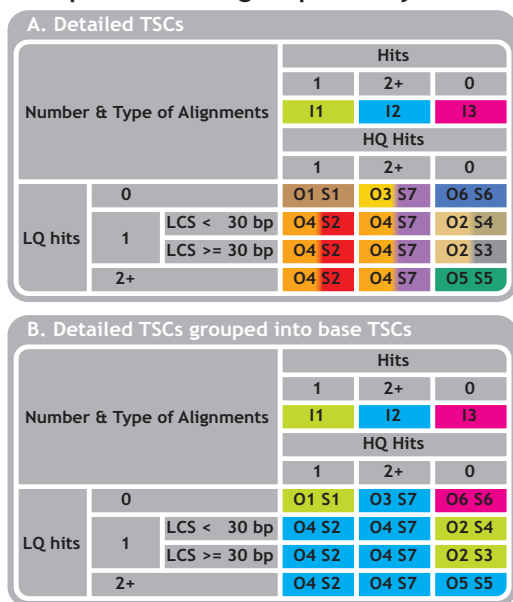 A. Detailed TSCs
Hits
1 2+ 0
Number & Type of Alignments I1 I2 I3
HQ Hits
1 2+ 0
0 O1 S1 O3 S7 O6 S6
LQ hits 1 LCS < 30 bp O4 S2 O4 S7 O2 S4
LCS >= 30 bp O4 S2 O4 S7 O2 S3
2+ O4 S2 O4 S7 O5 S5
B. Detailed TSCs grouped into base TSCs
Hits
1 2+ 0
Number & Type of Alignments I1 I2 I3
HQ Hits
1 2+ 0
0 O1 S1 O3 S7 O6 S6
LQ hits 1 LCS < 30 bp O4 S2 O4 S7 O2 S4
LCS >= 30 bp O4 S2 O4 S7 O2 S3
2+ O4 S2 O4 S7 O5 S5